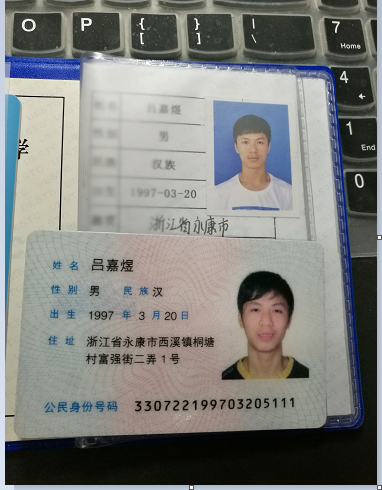 O
P
{
[
}
]
|
\
7
Home
4
1
End
0
学
吕嘉煜
男
汉族
1997-03-20
浙江省永康市
姓名 吕嘉煜
性别 男 民族 汉
出生 1997 年 3 月 20 日
住址 浙江省永康市西溪镇桐塘
村富强街二弄1号
公民身份号码 330722199703205111